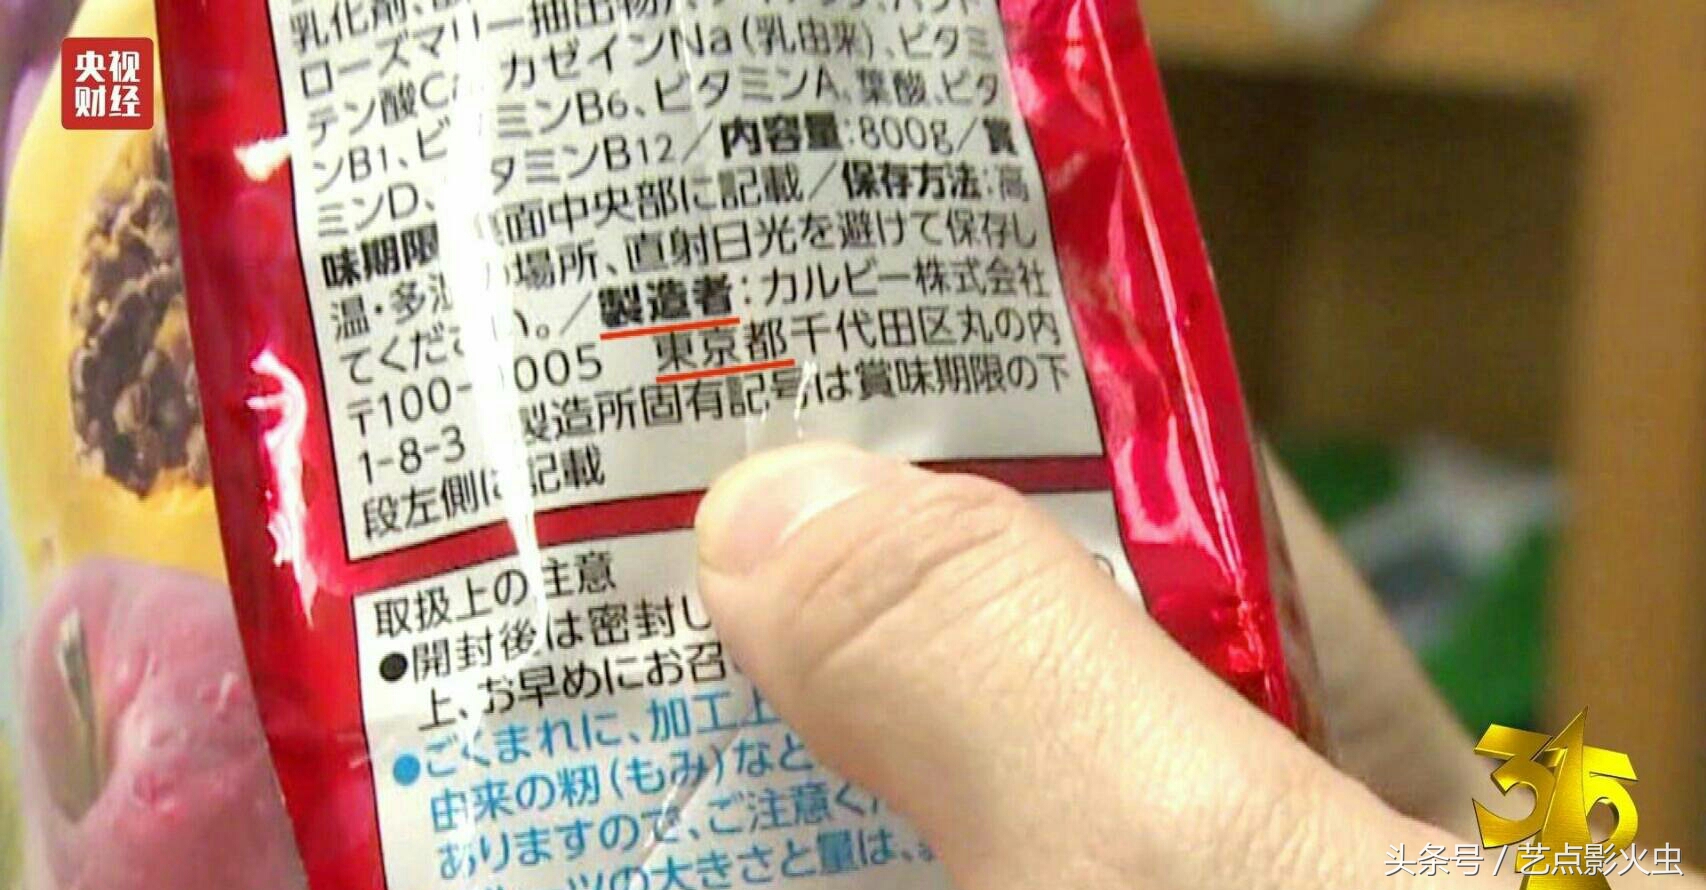 央视
财经
乳化剤、
ローズマリー抽出物
テン酸Ca カゼインNa(乳由来)、ビタミ
ンB1、ビ ミンB6、ビタミンA、葉酸、ビタ
ミンD、 タミンB12/内容量:800g/賞
味期限 面中央部に記載/保存方法:高
温・多湿 場所、直射日光を避けて保存し
てくださ い。/製造者:カルビー株式会社
〒100- 005 東京都千代田区丸の内
1-8-3 製造所固有記号は賞味期限の下
段左側に記載
取扱上の注意
●開封後は密封し
上、お早めにお召
●ごくまれに、加工上
由来の籾(もみ)など
ありますので、ご注意くだ
の大きさと量は、
315
头条号 / 艺点影火虫